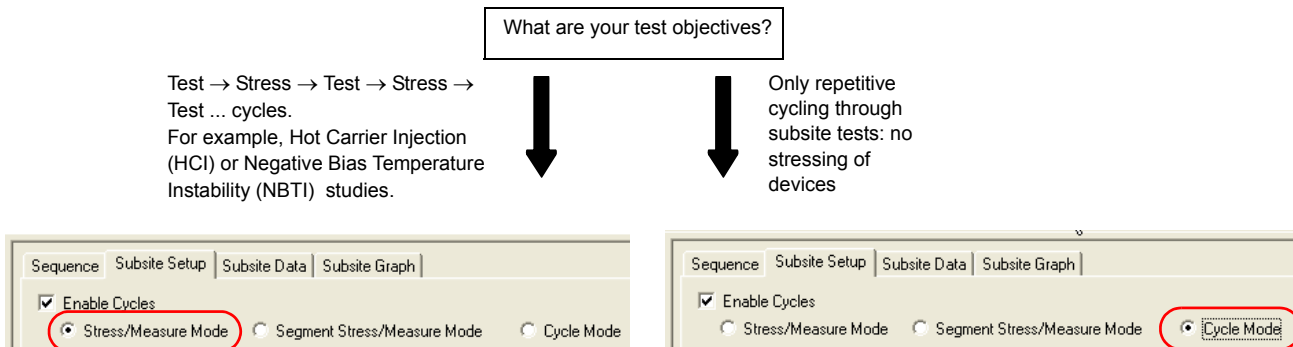 What are your test objectives?
Test → Stress → Test → Stress →
Test ... cycles.
For example, Hot Carrier Injection
(HCI) or Negative Bias Temperature
Instability (NBTI) studies.
Only repetitive
cycling through
subsite tests: no
stressing of
devices
Sequence Subsite Setup Subsite Data Subsite Graph
Enable Cycles
Stress/Measure Mode Segment Stress/Measure Mode Cycle Mode
Sequence Subsite Setup Subsite Data Subsite Graph
Enable Cycles
Stress/Measure Mode Segment Stress/Measure Mode Cycle Mode